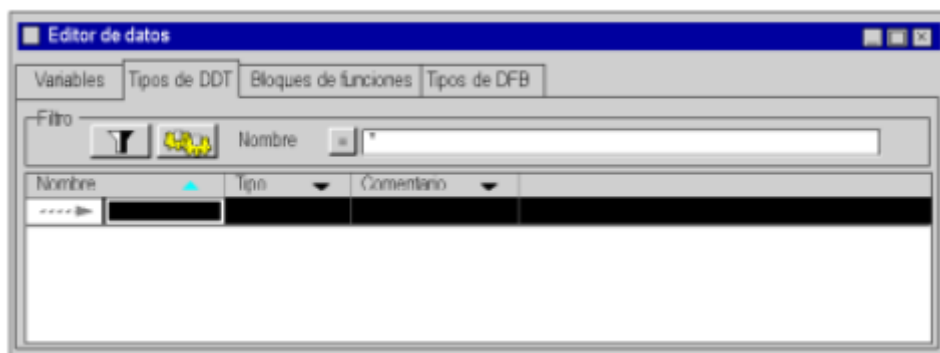 Editor de datos
Variables Tipos de DDT Bloques de funciones Tipos de DFB
Filtro
Nombre = *
Nombre Tipo Comentario